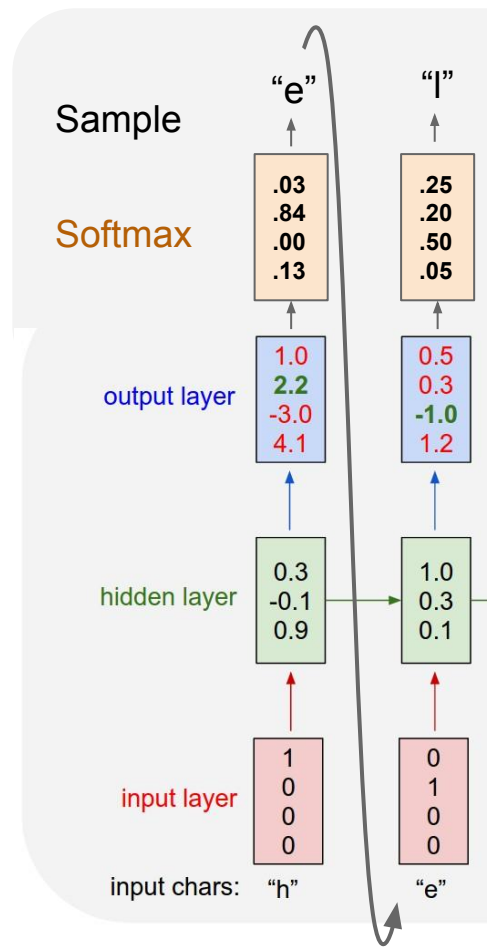 “e” “l”
Sample
.03 .25
.84 .20
Softmax
.00 .50
.13 .05
1.0 0.5
2.2 0.3
output layer
-3.0 -1.0
4.1 1.2
0.3 1.0
hidden layer
-0.1 0.3
0.9 0.1
1 0
0 1
input layer
0 0
0 0
input chars: “h” “e”